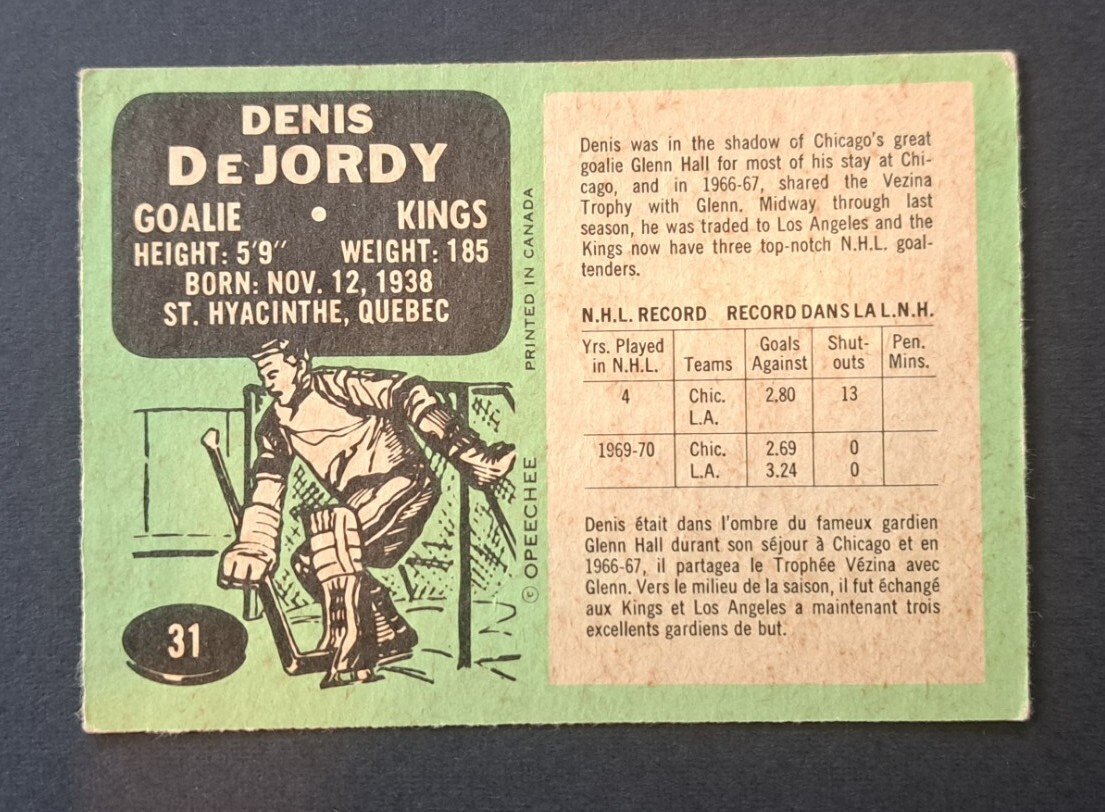 DENIS
DeJORDY
GOALIE • KINGS
HEIGHT: 5'9" WEIGHT: 185
BORN: NOV. 12, 1938
ST. HYACINTHE, QUEBEC
31
PRINTED IN CANADA
© OPEECHEE
Denis was in the shadow of Chicago's great
goalie Glenn Hall for most of his stay at Chi-
cago, and in 1966-67, shared the Vezina
Trophy with Glenn. Midway through last
season, he was traded to Los Angeles and the
Kings now have three top-notch N.H.L. goal-
tenders.
N.H.L. RECORD RECORD DANS LA L.N.H.
Yrs. Played Goals Shut- Pen.
in N.H.L. Teams Against outs Mins.
4 Chic. 2.80 13
L.A.
1969-70 Chic. 2.69 0
L.A. 3.24 0
Denis était dans l'ombre du fameux gardien
Glenn Hall durant son séjour à Chicago et en
1966-67, il partagea le Trophée Vézina avec
Glenn. Vers le milieu de la saison, il fut échangé
aux Kings et Los Angeles a maintenant trois
excellents gardiens de but.